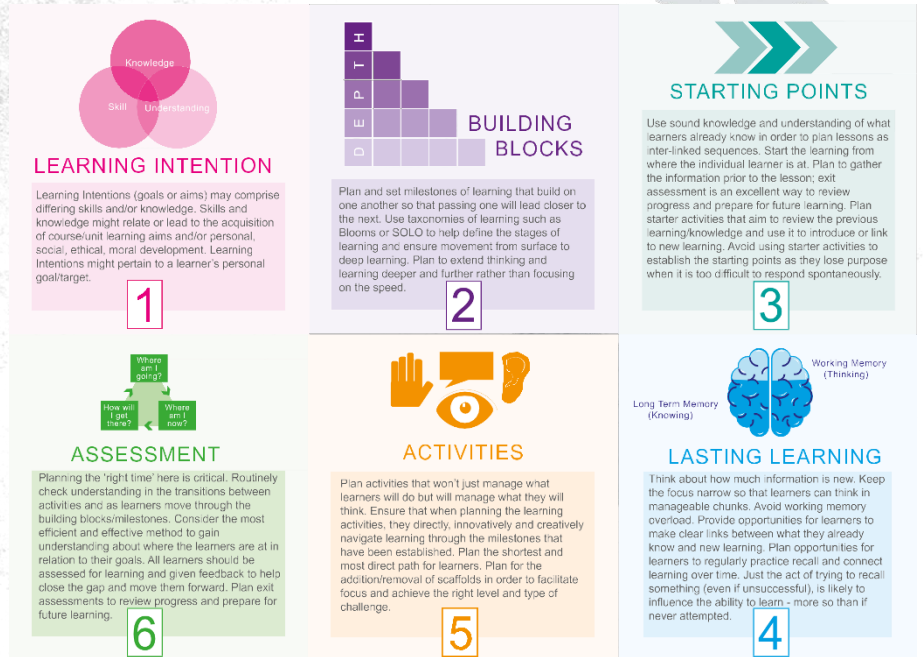 Knowledge
Skill
Understanding
LEARNING INTENTION
Learning Intentions (goals or aims) may comprise
differing skills and/or knowledge. Skills and
knowledge might relate or lead to the acquisition
of course/unit learning aims and/or personal,
social, ethical, moral development. Learning
Intentions might pertain to a learner's personal
goal/target.
1
DEPTH
BUILDING
BLOCKS
Plan and set milestones of learning that build on
one another so that passing one will lead closer to
the next. Use taxonomies of learning such as
Blooms or SOLO to help define the stages of
learning and ensure movement from surface to
deep learning. Plan to extend thinking and
learning deeper and further rather than focusing
on the speed.
2
STARTING POINTS
Use sound knowledge and understanding of what
learners already know in order to plan lessons as
inter-linked sequences. Start the learning from
where the individual learner is at. Plan to gather
the information prior to the lesson; exit
assessment is an excellent way to review
progress and prepare for future learning. Plan
starter activities that aim to review the previous
learning/knowledge and use it to introduce or link
to new learning. Avoid using starter activities to
establish the starting points as they lose purpose
when it is too difficult to respond spontaneously.
3
Where
am I
going?
How will
I get
there?
Where
am I
now?
ASSESSMENT
Planning the 'right time' here is critical. Routinely
check understanding in the transitions between
activities and as learners move through the
building blocks/milestones. Consider the most
efficient and effective method to gain
understanding about where the learners are at in
relation to their goals. All learners should be
assessed for learning and given feedback to help
close the gap and move them forward. Plan exit
assessments to review progress and prepare for
future learning.
6
ACTIVITIES
Plan activities that won't just manage what
learners will do but will manage what they will
think. Ensure that when planning the learning
activities, they directly, innovatively and creatively
navigate learning through the milestones that
have been established. Plan the shortest and
most direct path for learners. Plan for the
addition/removal of scaffolds in order to facilitate
focus and achieve the right level and type of
challenge.
5
Working Memory
(Thinking)
Long Term Memory
(Knowing)
LASTING LEARNING
Think about how much information is new. Keep
the focus narrow so that learners can think in
manageable chunks. Avoid working memory
overload. Provide opportunities for learners to
make clear links between what they already
know and new learning. Plan opportunities for
learners to regularly practice recall and connect
learning over time. Just the act of trying to recall
something (even if unsuccessful), is likely to
influence the ability to learn - more so than if
never attempted.
4